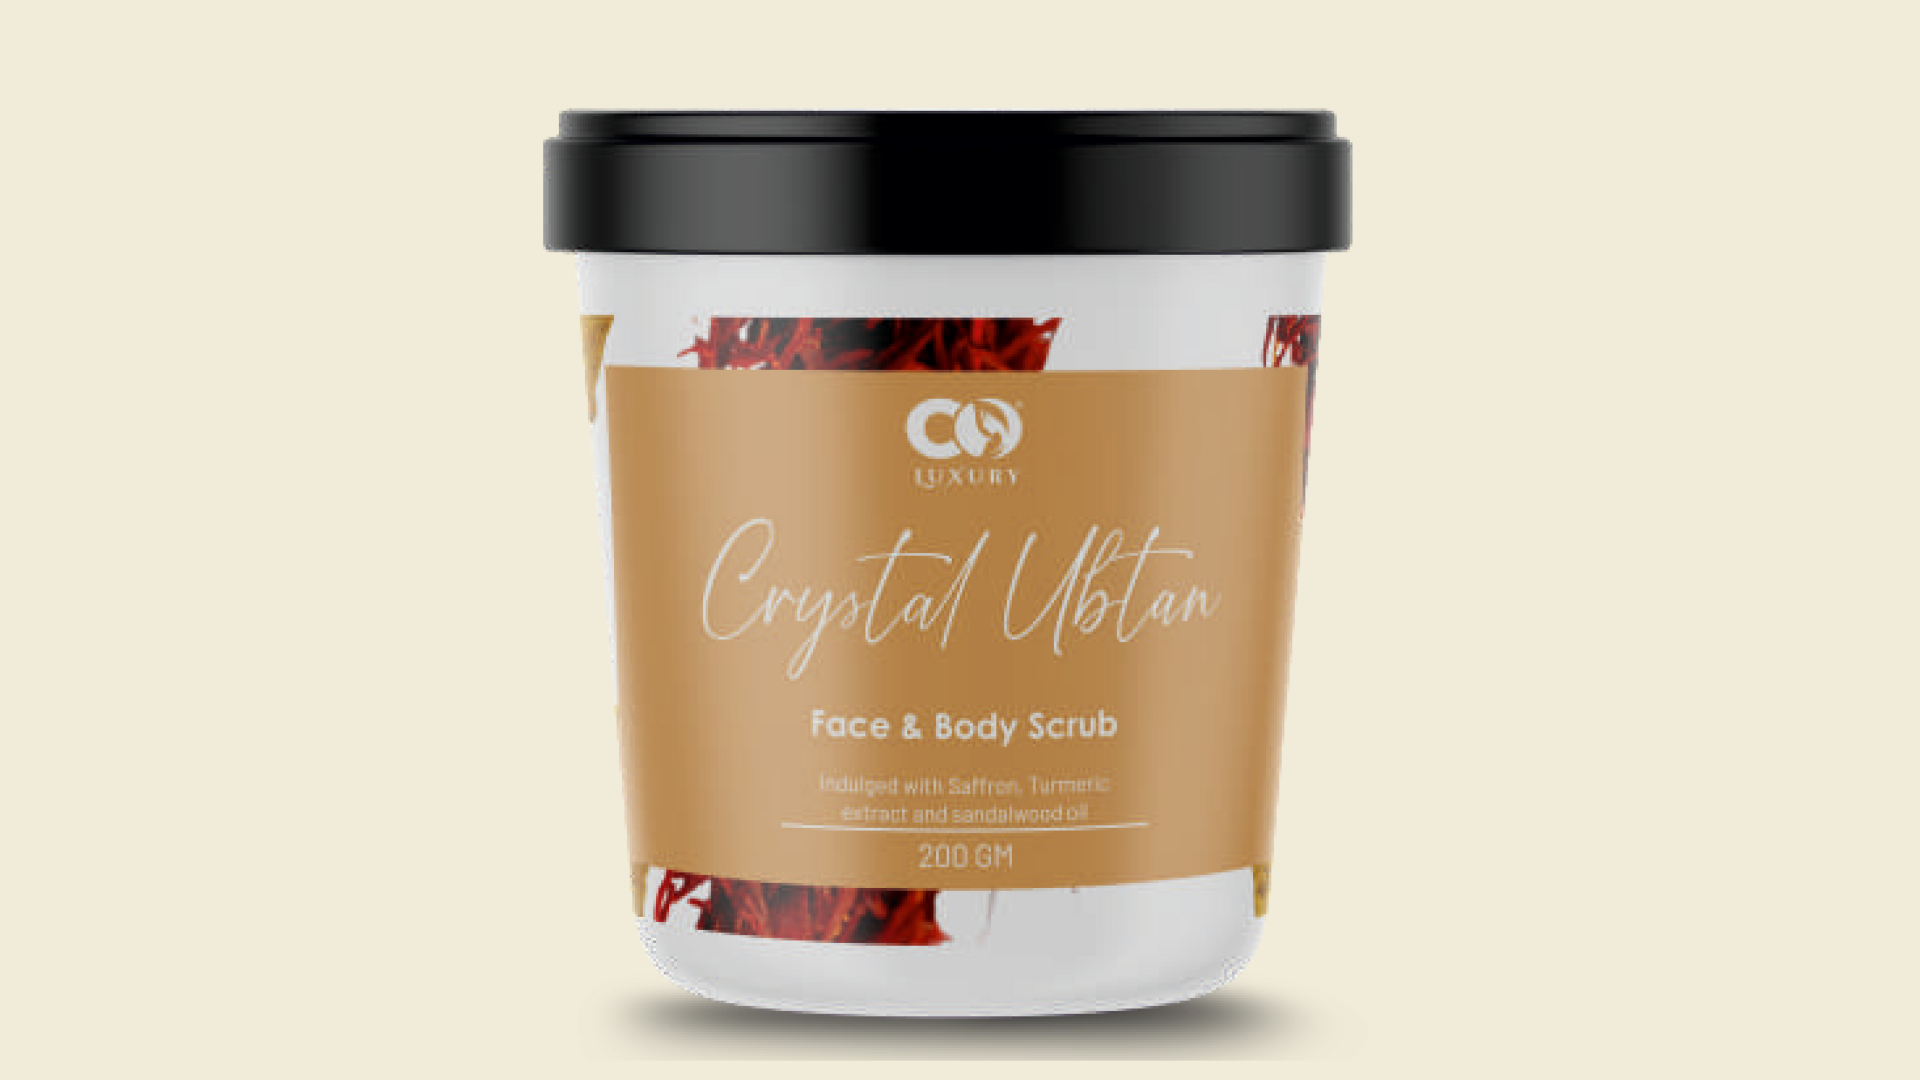 CO
LUXURY
Crystal Ubtan
Face & Body Scrub
Indulged with Saffron, Turmeric
extract and sandalwood oil
200 GM